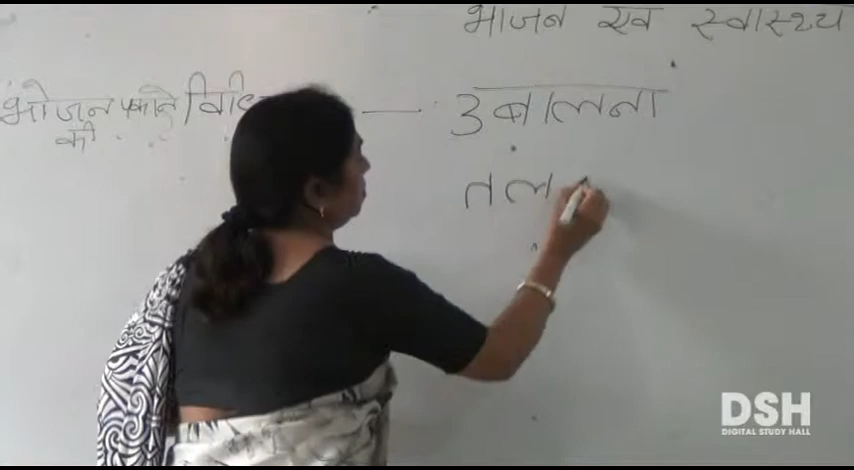 भाजन एव स्वास्थ्य
भोजन पकाने — उबालना
की
तल
DSH
DIGITAL STUDY HALL